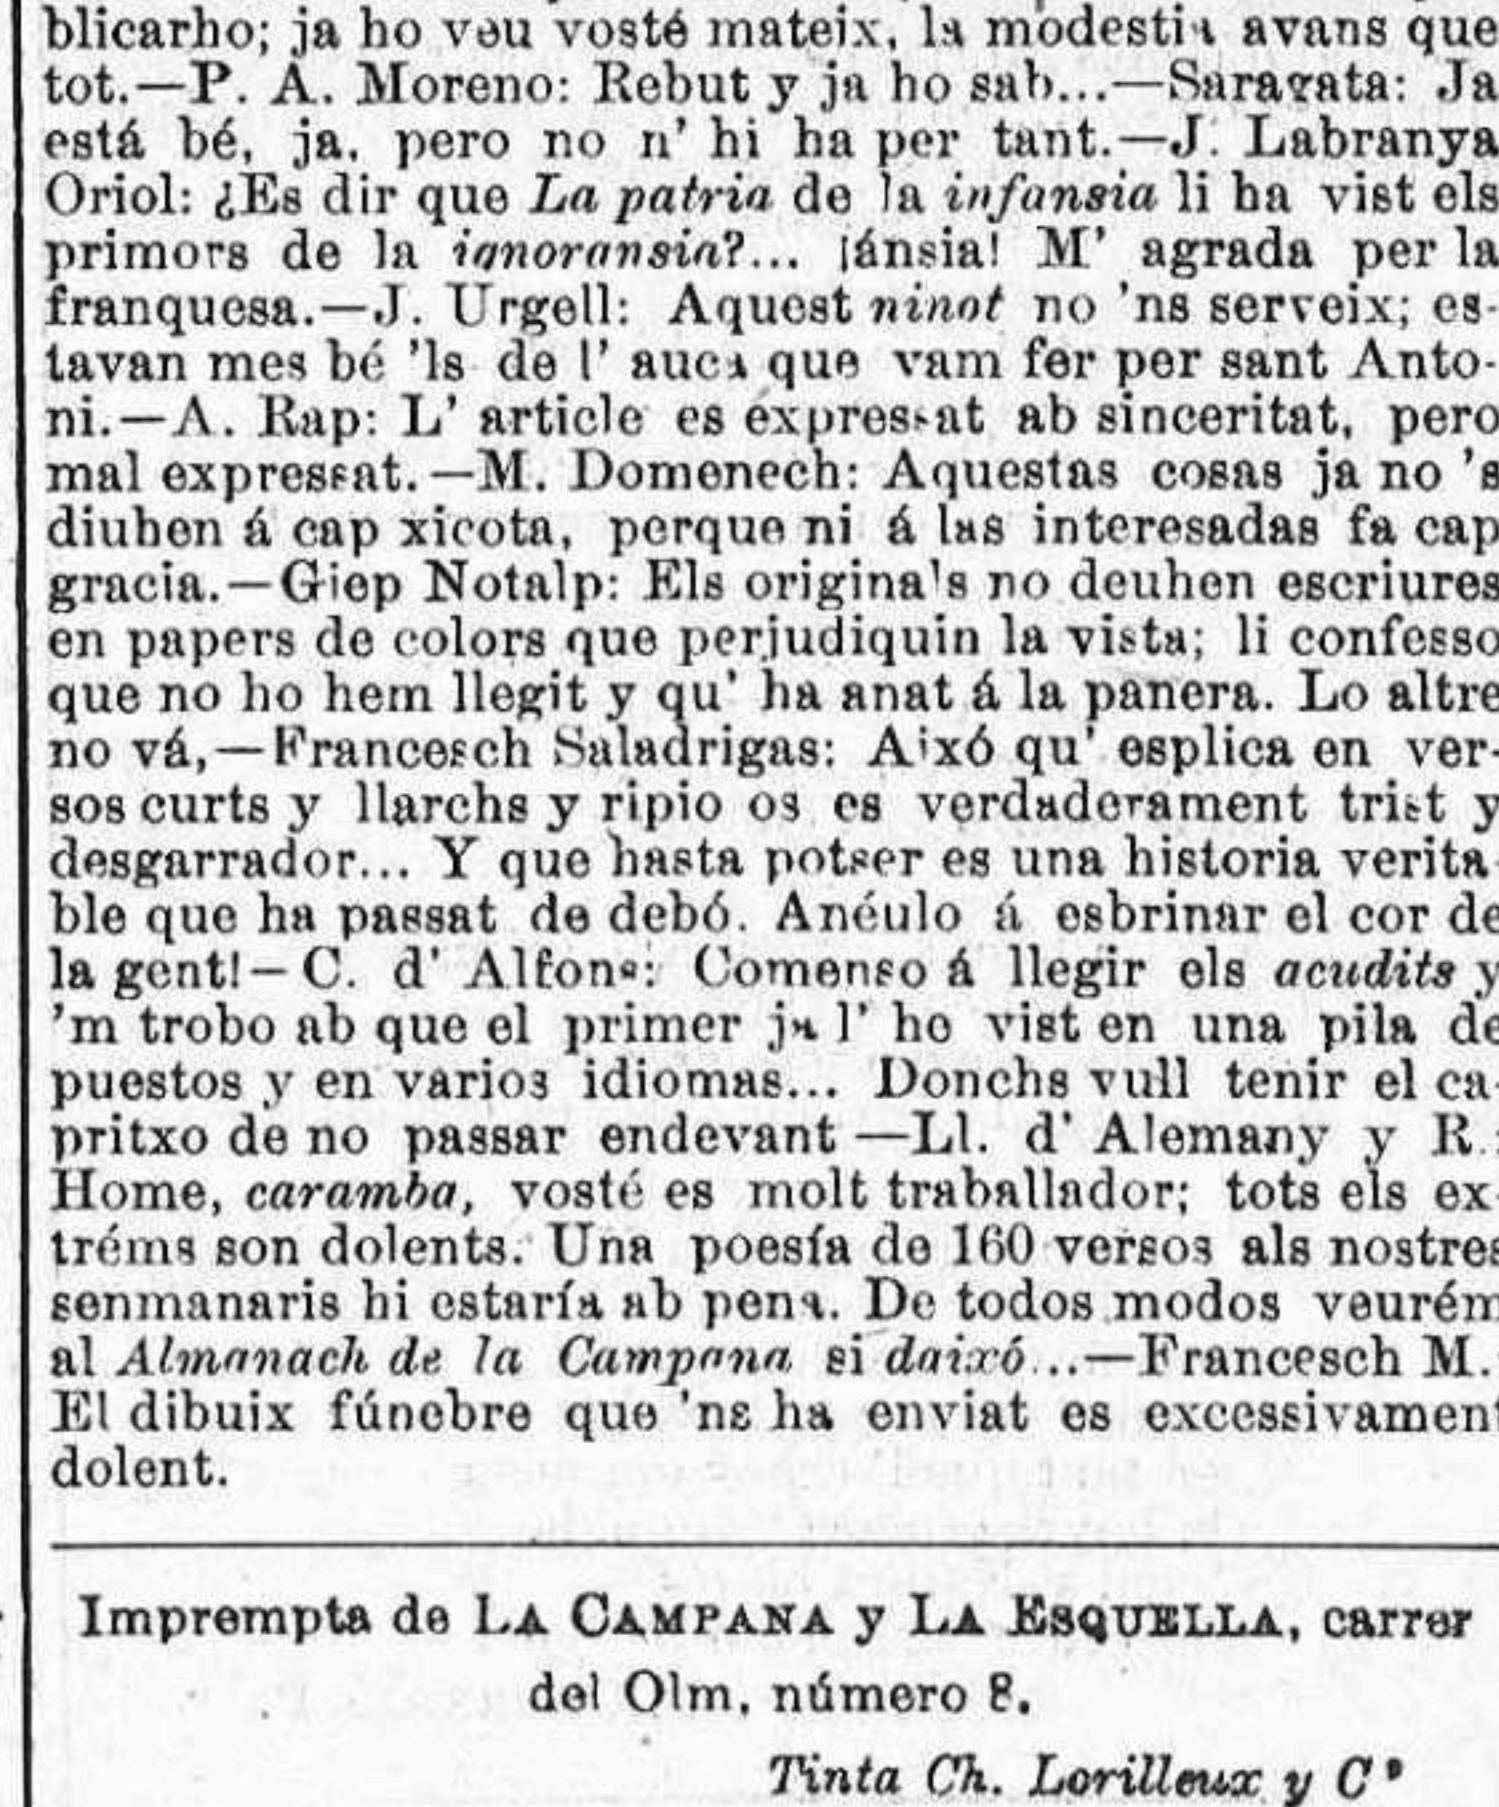 blicarho; ja ho veu vosté mateix, la modestia avans que
tot.—P. A. Moreno: Rebut y ja ho sab...—Saragata: Ja
está bé, ja, pero no n' hi ha per tant.—J. Labranya
Oriol: ¿Es dir que La patria de la infansia li ha vist els
primors de la ignoransia?... ¡ánsia! M' agrada per la
franquesa.—J. Urgell: Aquest ninot no 'ns serveix; es-
tavan mes bé 'ls de l' auca que vam fer per sant Anto-
ni.—A. Rap: L' article es expressat ab sinceritat, pero
mal expressat.—M. Domenech: Aquestas cosas ja no 's
diuhen á cap xicota, perque ni á las interesadas fa cap
gracia.—Giep Notalp: Els originals no deuhen escriures
en papers de colors que perjudiquin la vista; li confesso
que no ho hem llegit y qu' ha anat á la panera. Lo altre
no vá,—Francesch Saladrigas: Aixó qu' esplica en ver-
sos curts y llarchs y ripio os es verdaderament trist y
desgarrador... Y que hasta potser es una historia verita-
ble que ha passat de debó. Anéulo á esbrinar el cor de
la gent!—C. d' Alfons: Comenso á llegir els acudits y
'm trobo ab que el primer ja l' he vist en una pila de
puestos y en varios idiomas... Donchs vull tenir el ca-
pritxo de no passar endevant —Ll. d' Alemany y R.:
Home, caramba, vosté es molt traballador; tots els ex-
tréms son dolents. Una poesía de 160 versos als nostres
senmanaris hi estaría ab pena. De todos modos veurém
al Almanach de la Campana si daixó...—Francesch M.:
El dibuix fúnebre que 'ns ha enviat es excessivament
dolent.
Imprempta de LA CAMPANA y LA ESQUELLA, carrer
del Olm, número 8.
Tinta Ch. Lorilleux y Cª